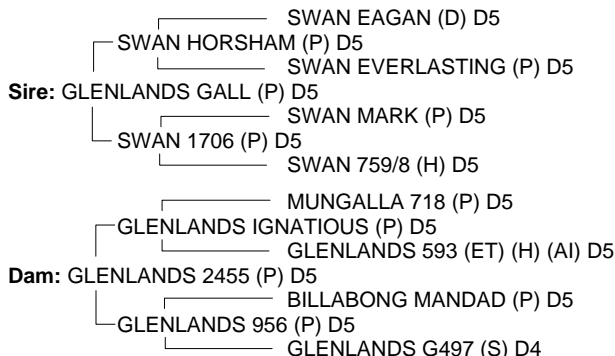 SWAN EAGAN (D) D5
SWAN HORSHAM (P) D5
SWAN EVERLASTING (P) D5
Sire: GLENLANDS GALL (P) D5
SWAN MARK (P) D5
SWAN 1706 (P) D5
SWAN 759/8 (H) D5
MUNGALLA 718 (P) D5
GLENLANDS IGNATIOUS (P) D5
GLENLANDS 593 (ET) (H) (AI) D5
Dam: GLENLANDS 2455 (P) D5
BILLABONG MANDAD (P) D5
GLENLANDS 956 (P) D5
GLENLANDS G497 (S) D4